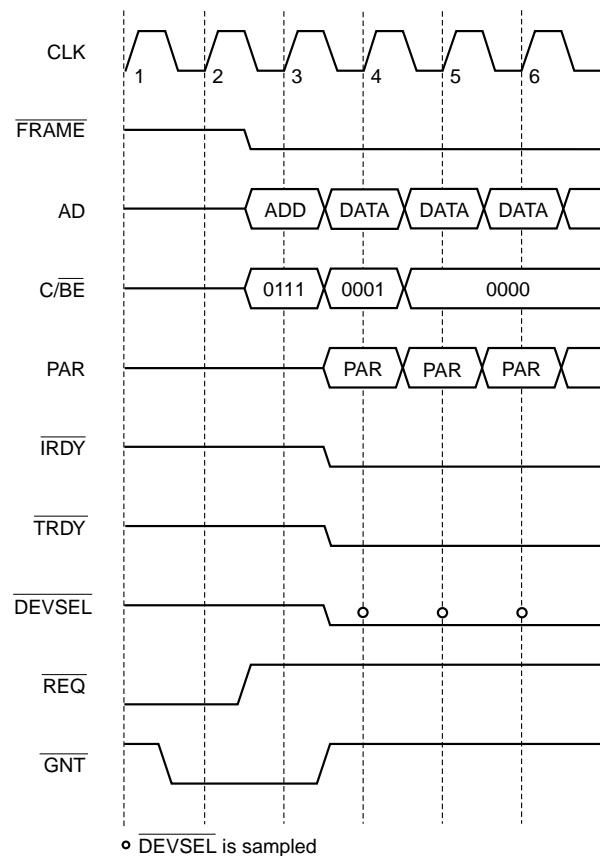 CLK
1 2 3 4 5 6
FRAME
AD ADD DATA DATA DATA
C/BE 0111 0001 0000
PAR PAR PAR PAR
IRDY
TRDY
DEVSEL
REQ
GNT
DEVSEL is sampled